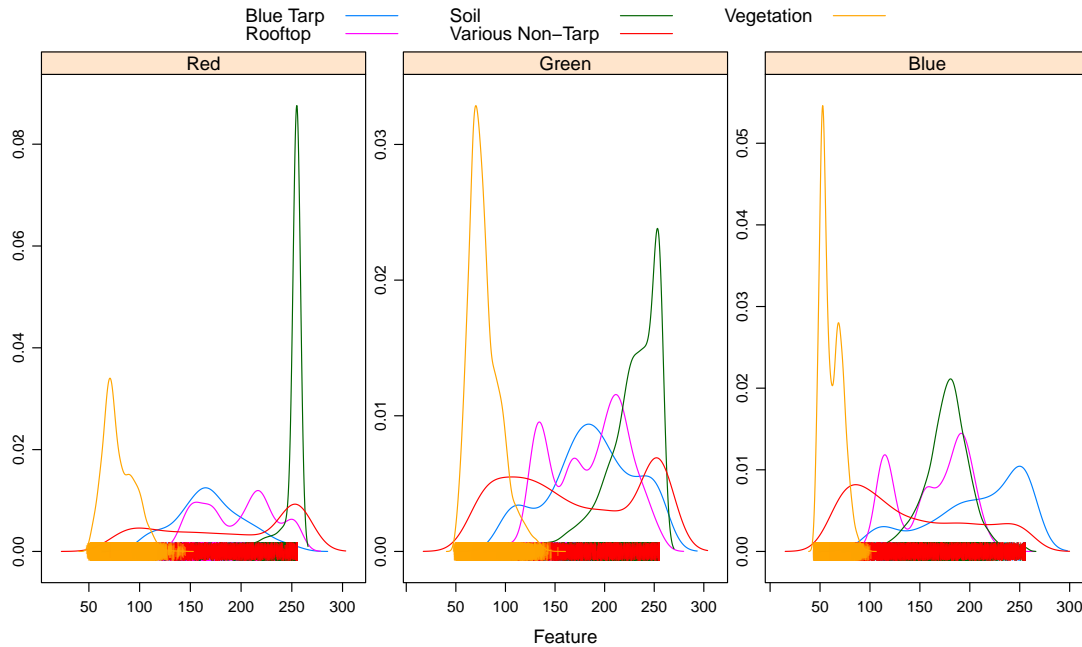 Blue Tarp Soil Vegetation
Rooftop Various Non−Tarp
Red Green Blue
0.00 0.02 0.04 0.06 0.08
0.00 0.01 0.02 0.03
0.00 0.01 0.02 0.03 0.04 0.05
50 100 150 200 250 300 50 100 150 200 250 300 50 100 150 200 250 300
Feature